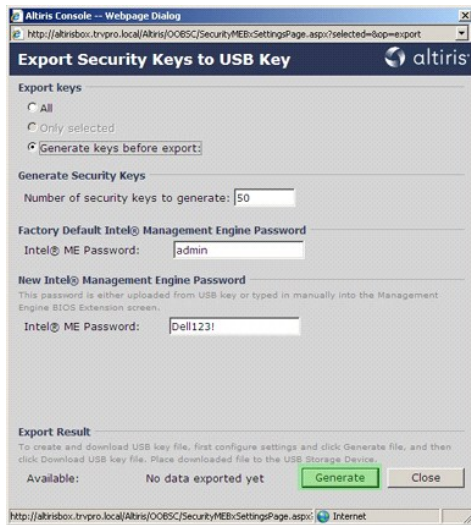 Altiris Console -- Webpage Dialog
http://altirisbox.trvpro.local/Altiris/OOBSC/SecurityMEBxSettingsPage.aspx?selected=&op=export
Export Security Keys to USB Key
altiris
Export keys
All
Only selected
Generate keys before export:
Generate Security Keys
Number of security keys to generate: 50
Factory Default Intel® Management Engine Password
Intel® ME Password: admin
New Intel® Management Engine Password
This password is either uploaded from USB key or typed in manually into the Management
Engine BIOS Extension screen.
Intel® ME Password: Dell123!
Export Result
To create and download USB key file, first configure settings and click Generate file, and then
click Download USB key file. Place downloaded file to the USB Storage Device.
Available: No data exported yet Generate Close
http://altirisbox.trvpro.local/Altiris/OOBSC/SecurityMEBxSettingsPage.aspx? Internet